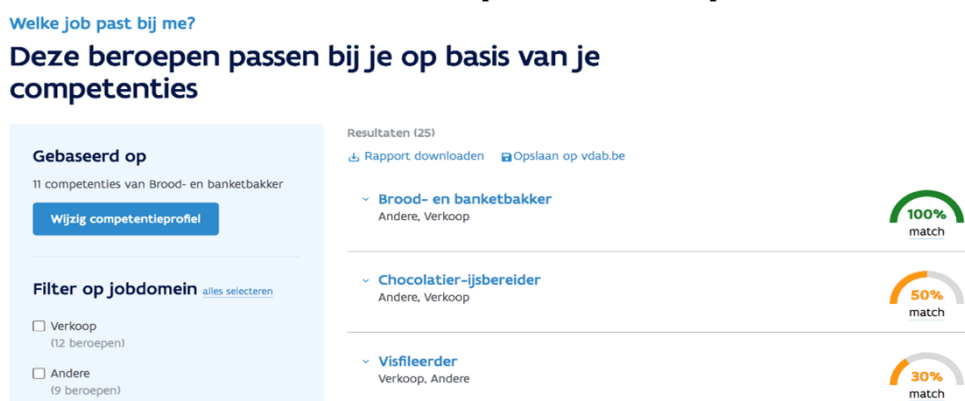 Welke job past bij me?
Deze beroepen passen bij je op basis van je
competenties
Gebaseerd op
11 competenties van Brood- en banketbakker
Wijzig competentieprofiel
Filter op jobdomein alles selecteren
Verkoop
(12 beroepen)
Andere
(9 beroepen)
Resultaten (25)
Rapport downloaden Opslaan op vdab.be
Brood- en banketbakker
Andere, Verkoop
100%
match
Chocolatier-ijsbereider
Andere, Verkoop
50%
match
Visfileerder
Verkoop, Andere
30%
match